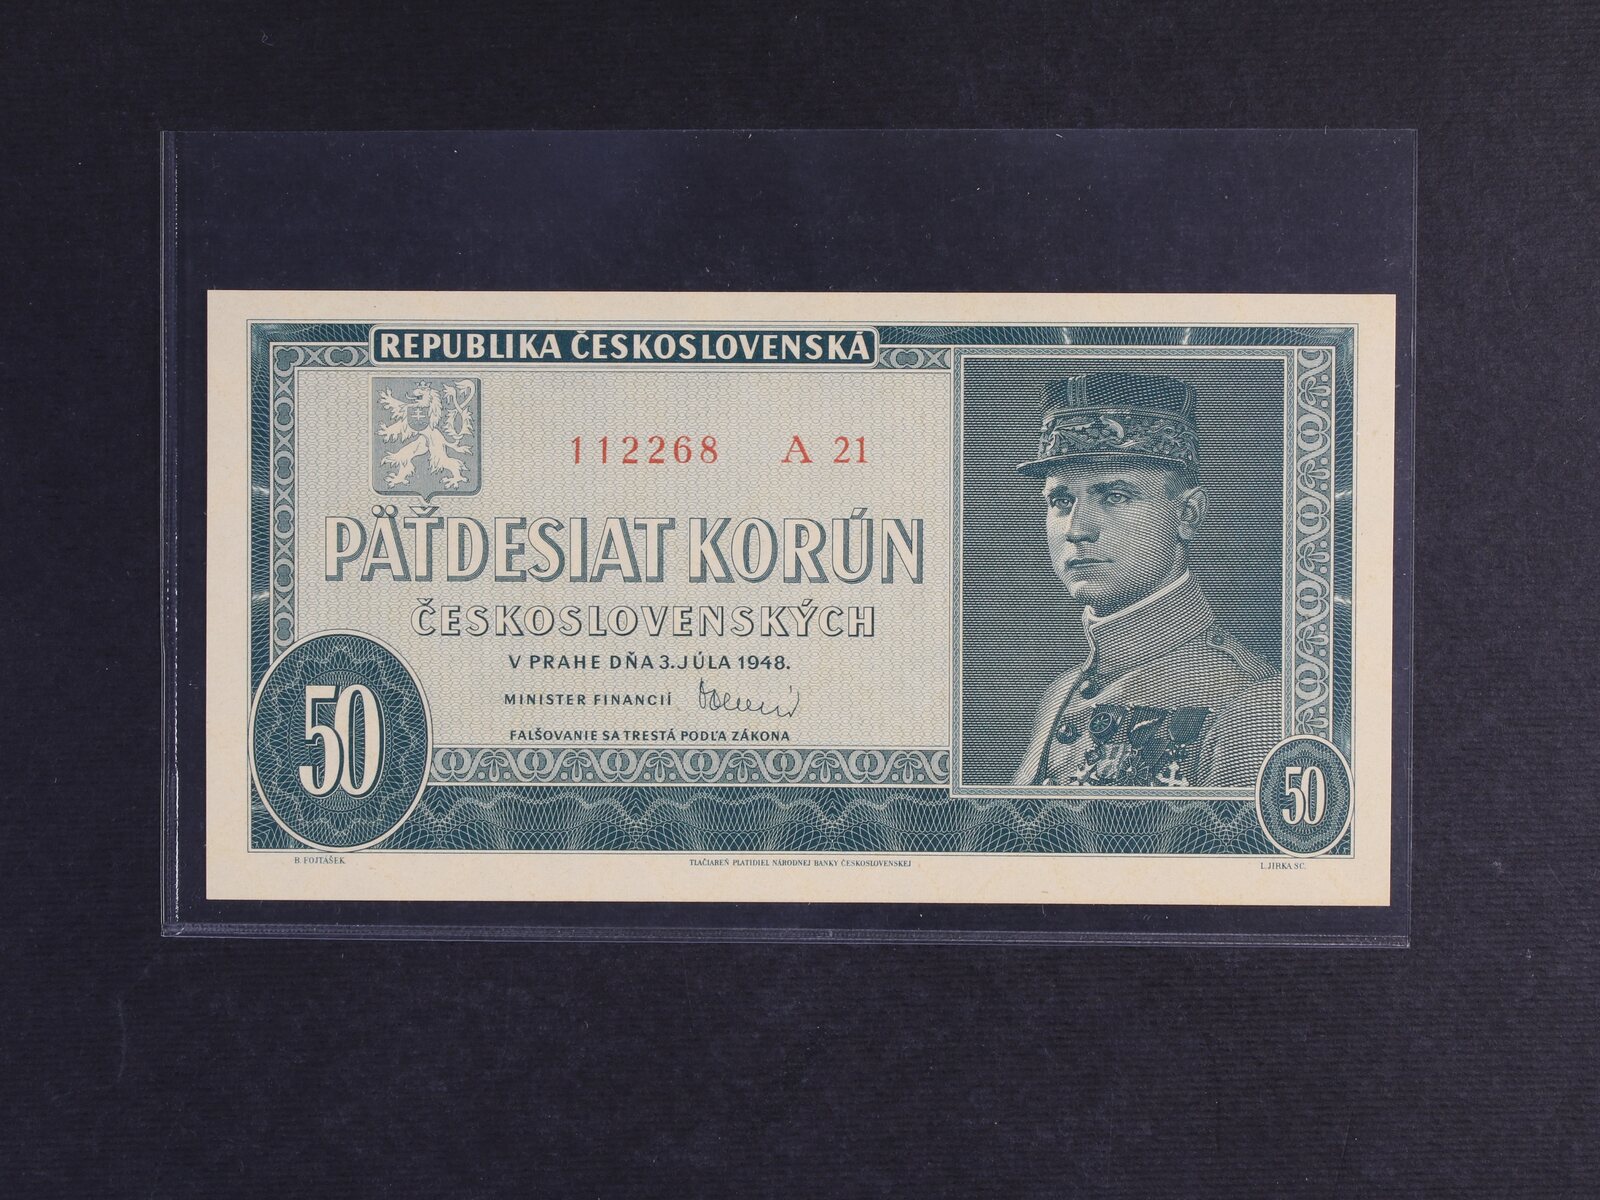 REPUBLIKA ČESKOSLOVENSKÁ
112268 A 21
PÄŤDESIAT KORÚN
ČESKOSLOVENSKÝCH
V PRAHE DŇA 3. JÚLA 1948.
MINISTER FINANCIÍ
FALŠOVANIE SA TRESTÁ PODĽA ZÁKONA
50
50
B. FOJTÁŠEK
TLAČIAREŇ PLATIDIEL NÁRODNEJ BANKY ČESKOSLOVENSKEJ
L. JIRKA SC.